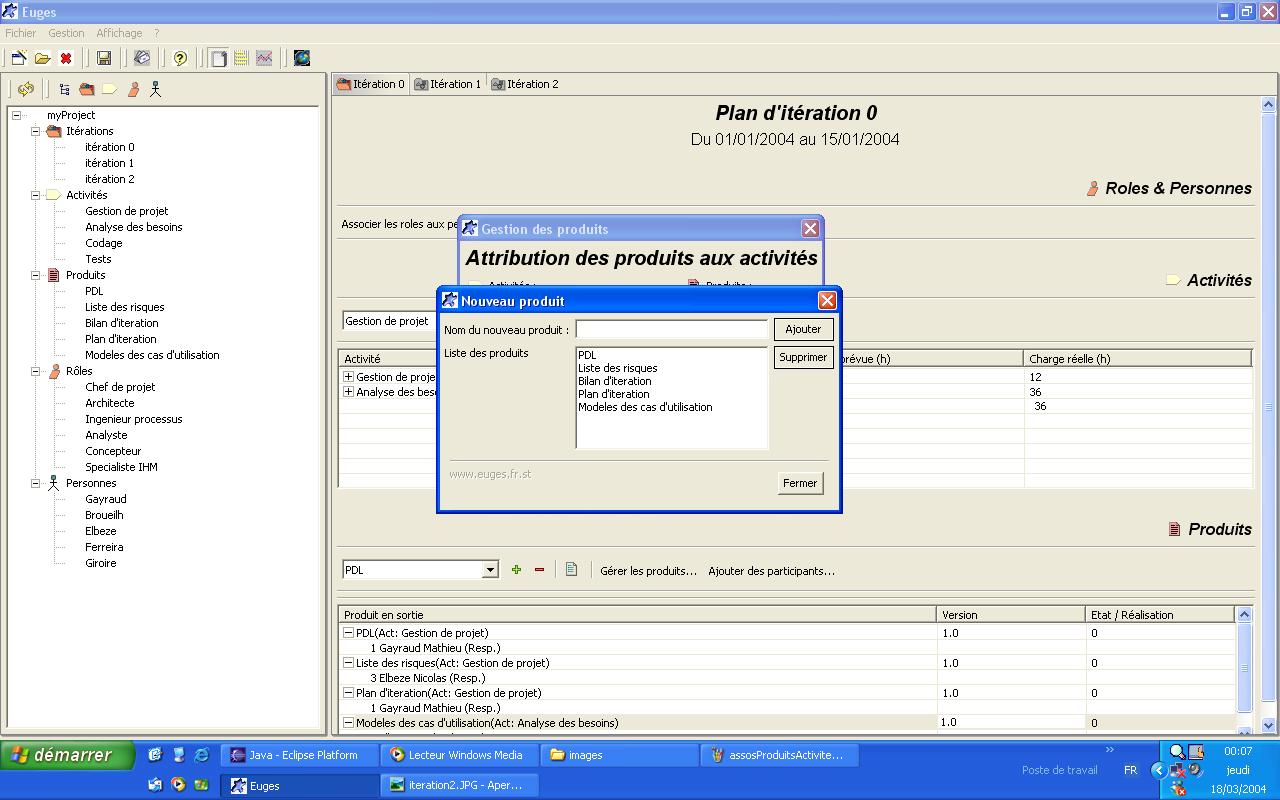 Euges
Fichier Gestion Affichage ?
Itération 0 Itération 1 Itération 2
myProject
Itérations
itération 0
itération 1
itération 2
Activités
Gestion de projet
Analyse des besoins
Codage
Tests
Produits
PDL
Liste des risques
Bilan d'iteration
Plan d'iteration
Modeles des cas d'utilisation
Rôles
Chef de projet
Architecte
Ingenieur processus
Analyste
Concepteur
Specialiste IHM
Personnes
Gayraud
Broueilh
Elbeze
Ferreira
Giroire
Plan d'itération 0
Du 01/01/2004 au 15/01/2004
Roles & Personnes
Associer les roles aux
Activités
Gestion de projet
Activité prévue (h) Charge réelle (h)
Gestion de 12
Analyse des 36
36
Gestion des produits
Attribution des produits aux activités
Activités : Produits :
Nouveau produit
Nom du nouveau produit : Ajouter
Liste des produits Supprimer
PDL
Liste des risques
Bilan d'iteration
Plan d'iteration
Modeles des cas d'utilisation
www.euges.fr.st
Fermer
Produits
PDL Gérer les produits... Ajouter des participants...
Produit en sortie Version Etat / Réalisation
PDL(Act: Gestion de projet) 1.0 0
1 Gayraud Mathieu (Resp.)
Liste des risques(Act: Gestion de projet) 1.0 0
3 Elbeze Nicolas (Resp.)
Plan d'iteration(Act: Gestion de projet) 1.0 0
1 Gayraud Mathieu (Resp.)
Modeles des cas d'utilisation(Act: Analyse des besoins) 1.0 0
démarrer
Java - Eclipse Platform
Lecteur Windows Media
images
assosProduitsActivite...
Euges
iteration2.JPG - Aper...
Poste de travail
»
FR
00:07
jeudi
18/03/2004